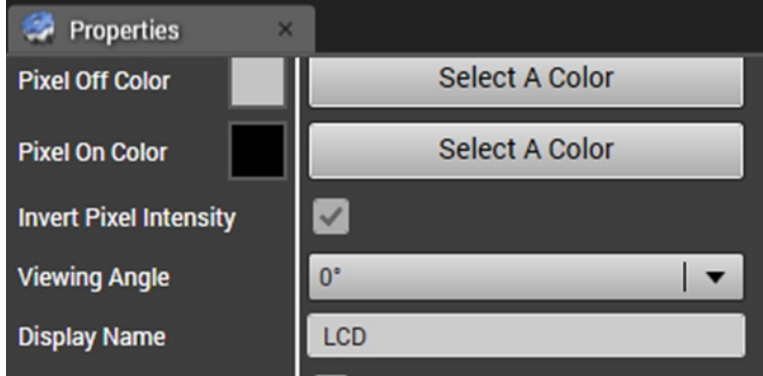 Properties ×
Pixel Off Color Select A Color
Pixel On Color Select A Color
Invert Pixel Intensity
Viewing Angle 0°
Display Name LCD